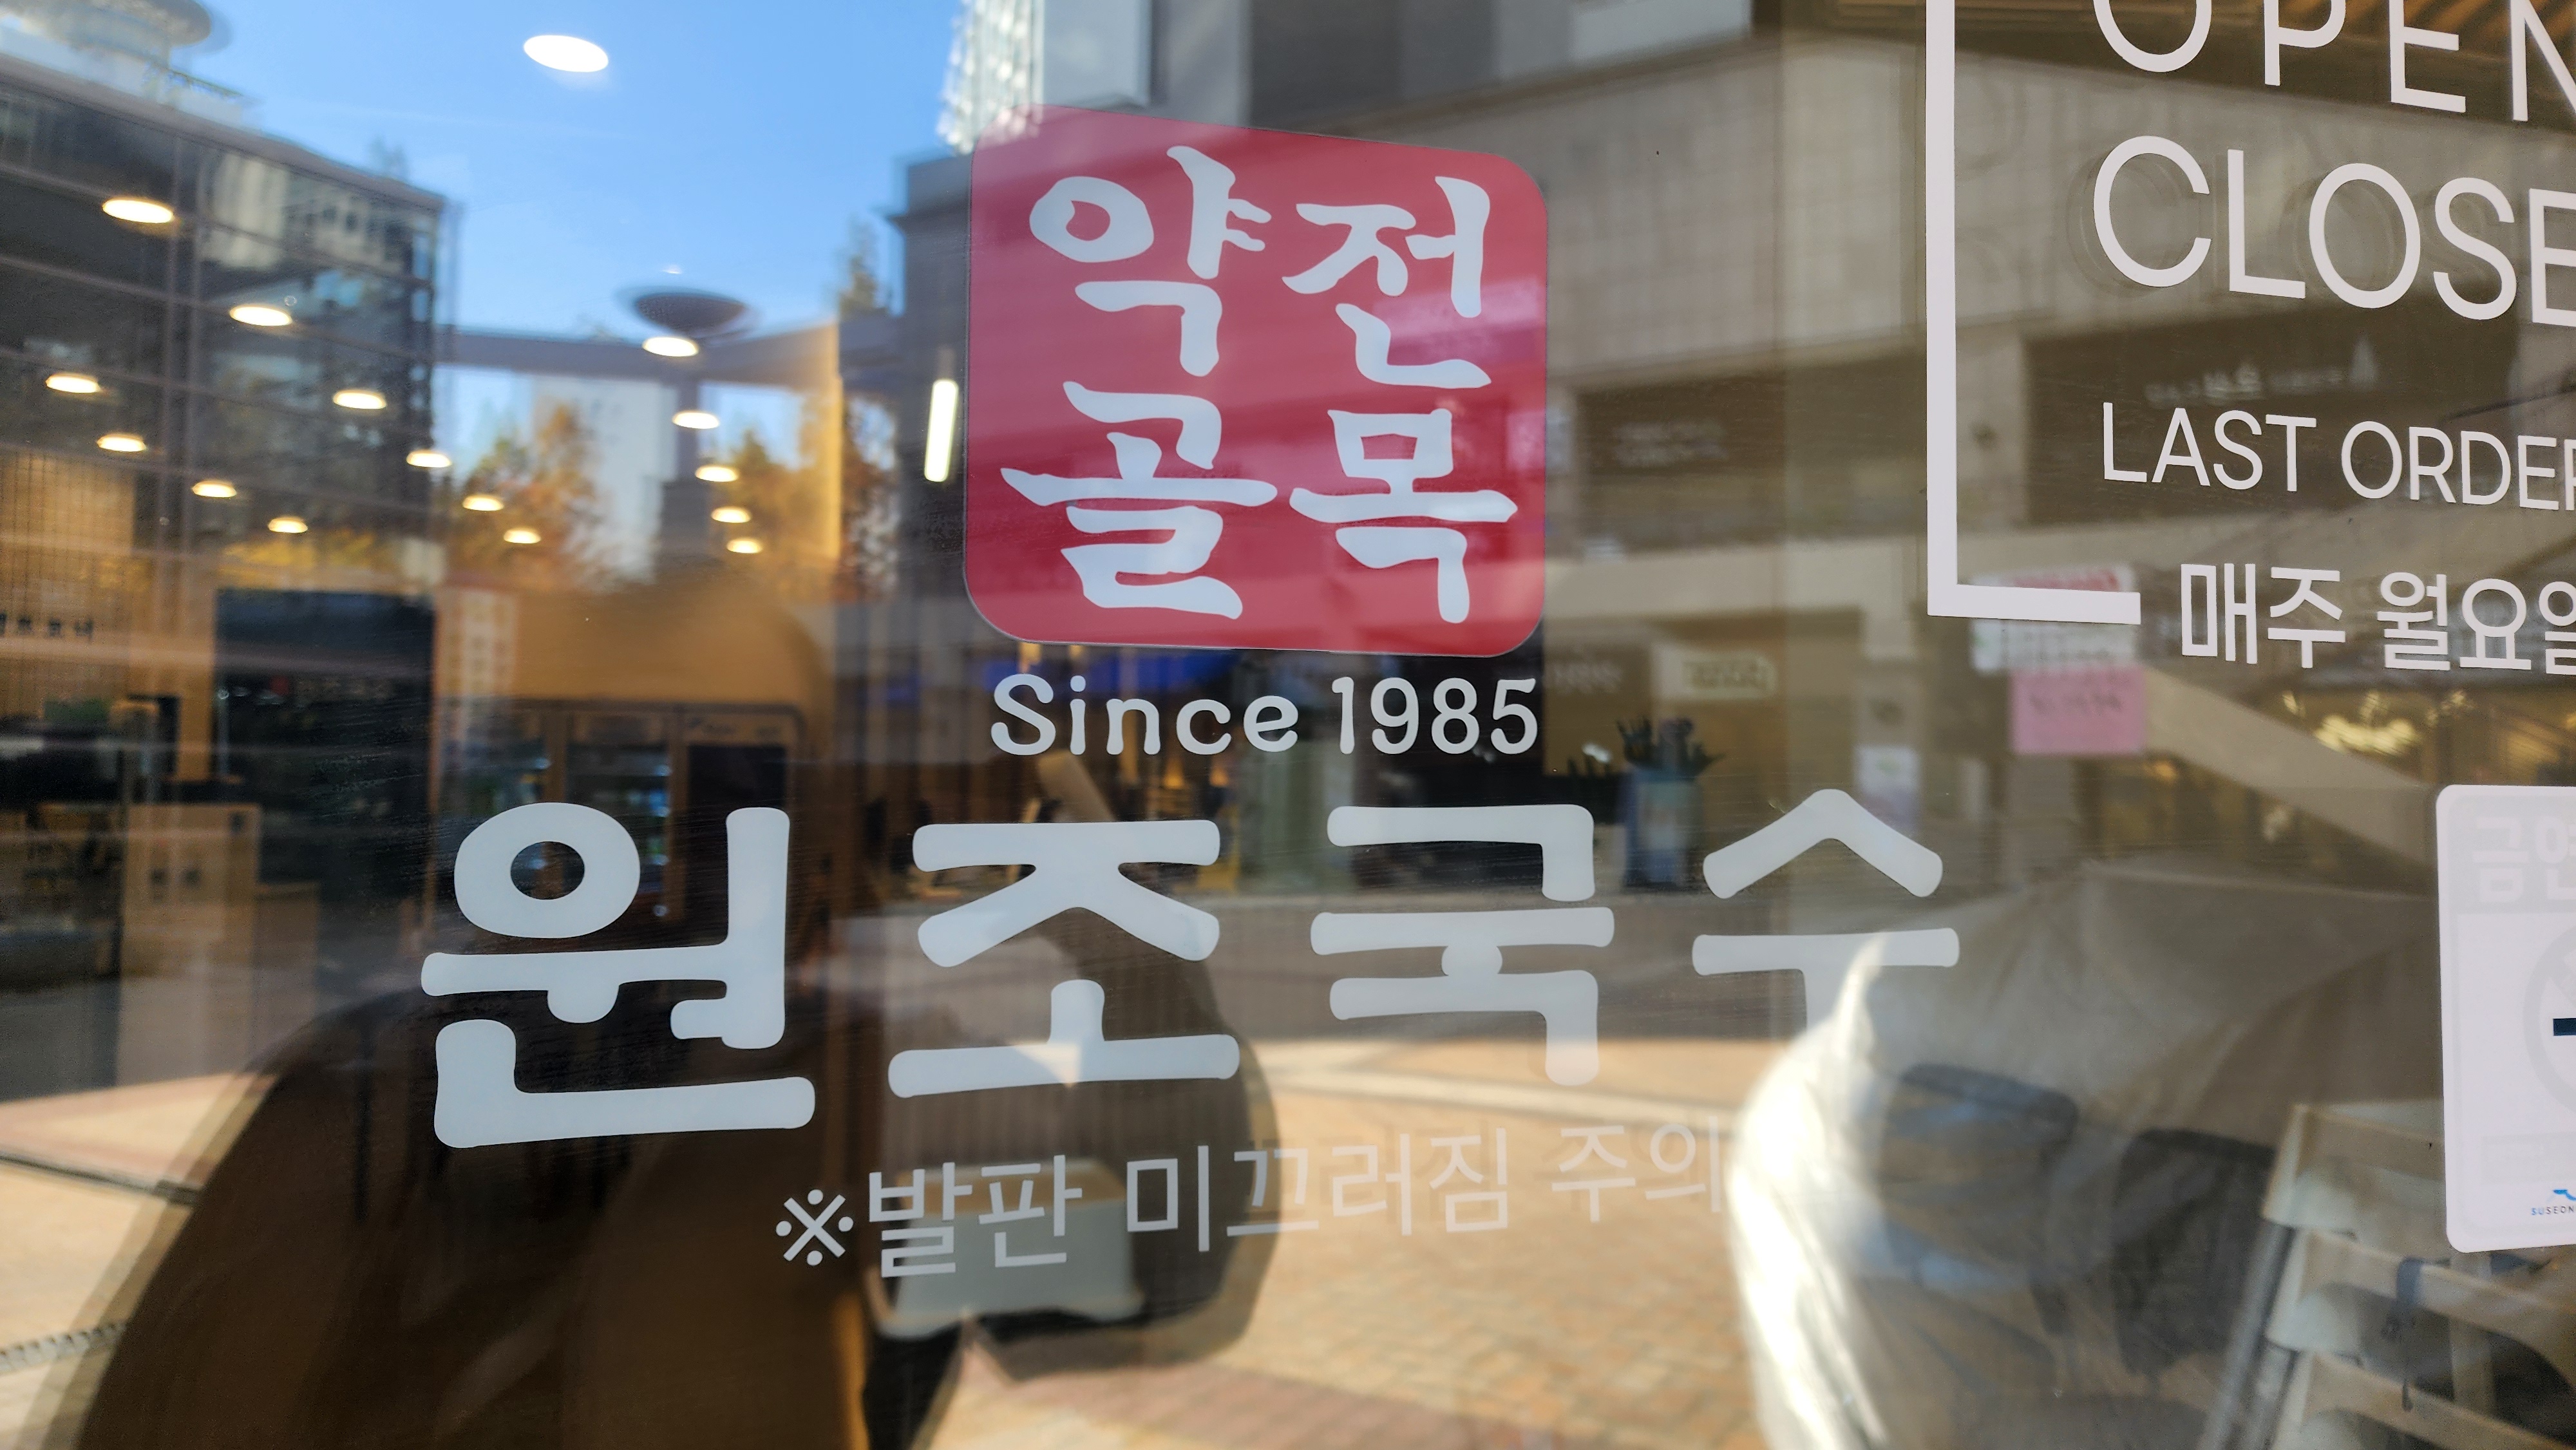 약전
골목
Since 1985
원조국수
※발판 미끄러짐 주의
OPEN
CLOSE
LAST ORDER
매주 월요일
SUSEON